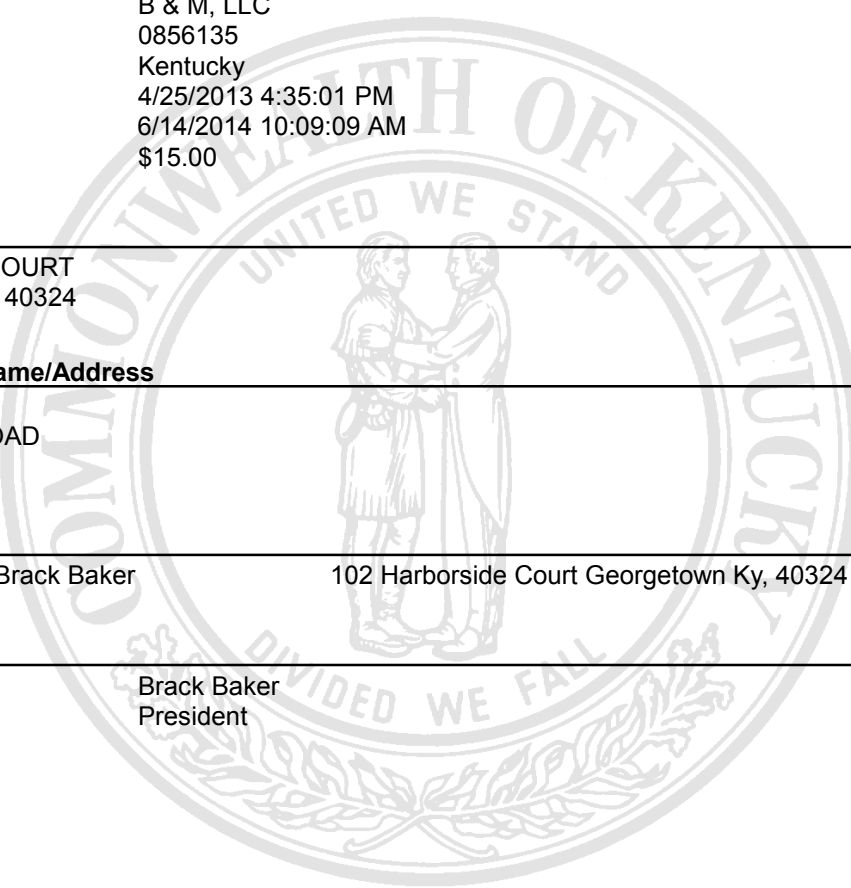 B & M, LLC
0856135
Kentucky
4/25/2013 4:35:01 PM
6/14/2014 10:09:09 AM
$15.00
COMMONWEALTH OF KENTUCKY
UNITED WE STAND
OURT
40324
ame/Address
OAD
Brack Baker 102 Harborside Court Georgetown Ky, 40324
DIVIDED WE FALL
Brack Baker
President